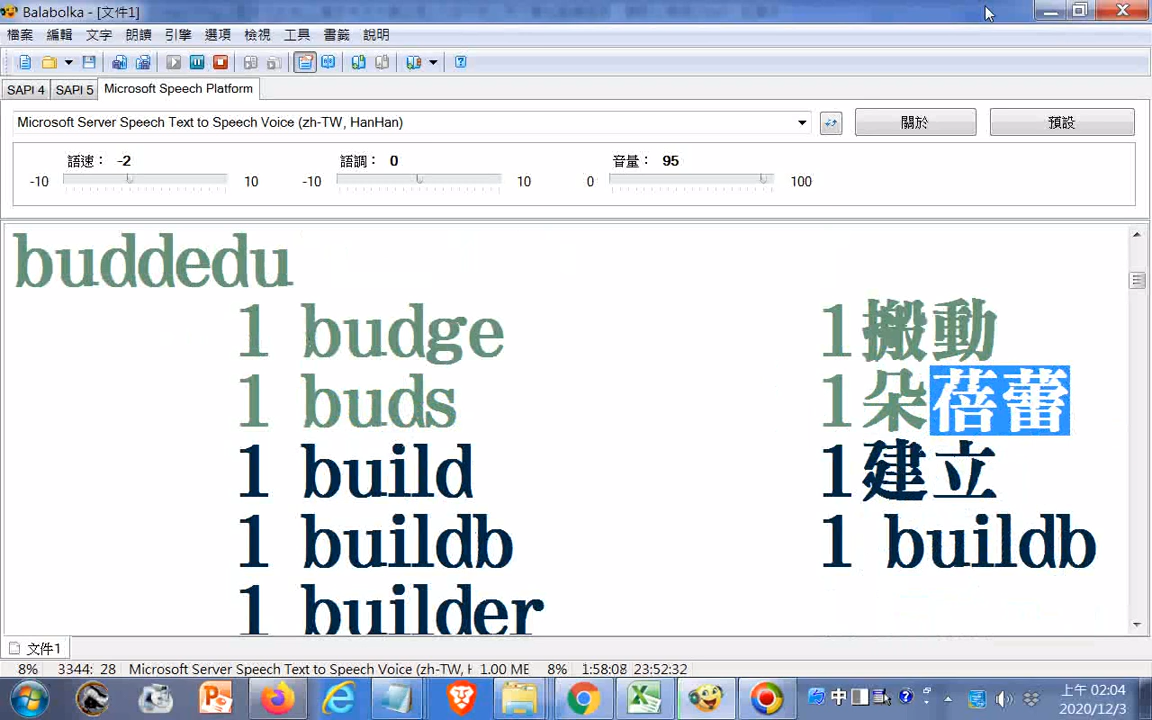 Balabolka - [文件1]
檔案 編輯 文字 朗讀 引擎 選項 檢視 工具 書籤 說明
SAPI 4 SAPI 5 Microsoft Speech Platform
Microsoft Server Speech Text to Speech Voice (zh-TW, HanHan) 關於 預設
語速： -2 語調： 0 音量： 95
-10 10 -10 10 0 100
buddedu
1 budge 1搬動
1 buds 1朵蓓蕾
1 build 1建立
1 buildb 1 buildb
1 builder
文件1
8% 3344: 28 Microsoft Server Speech Text to Speech Voice (zh-TW, H 1.00 ME 8% 1:58:08 23:52:32
中 上午 02:04
2020/12/3